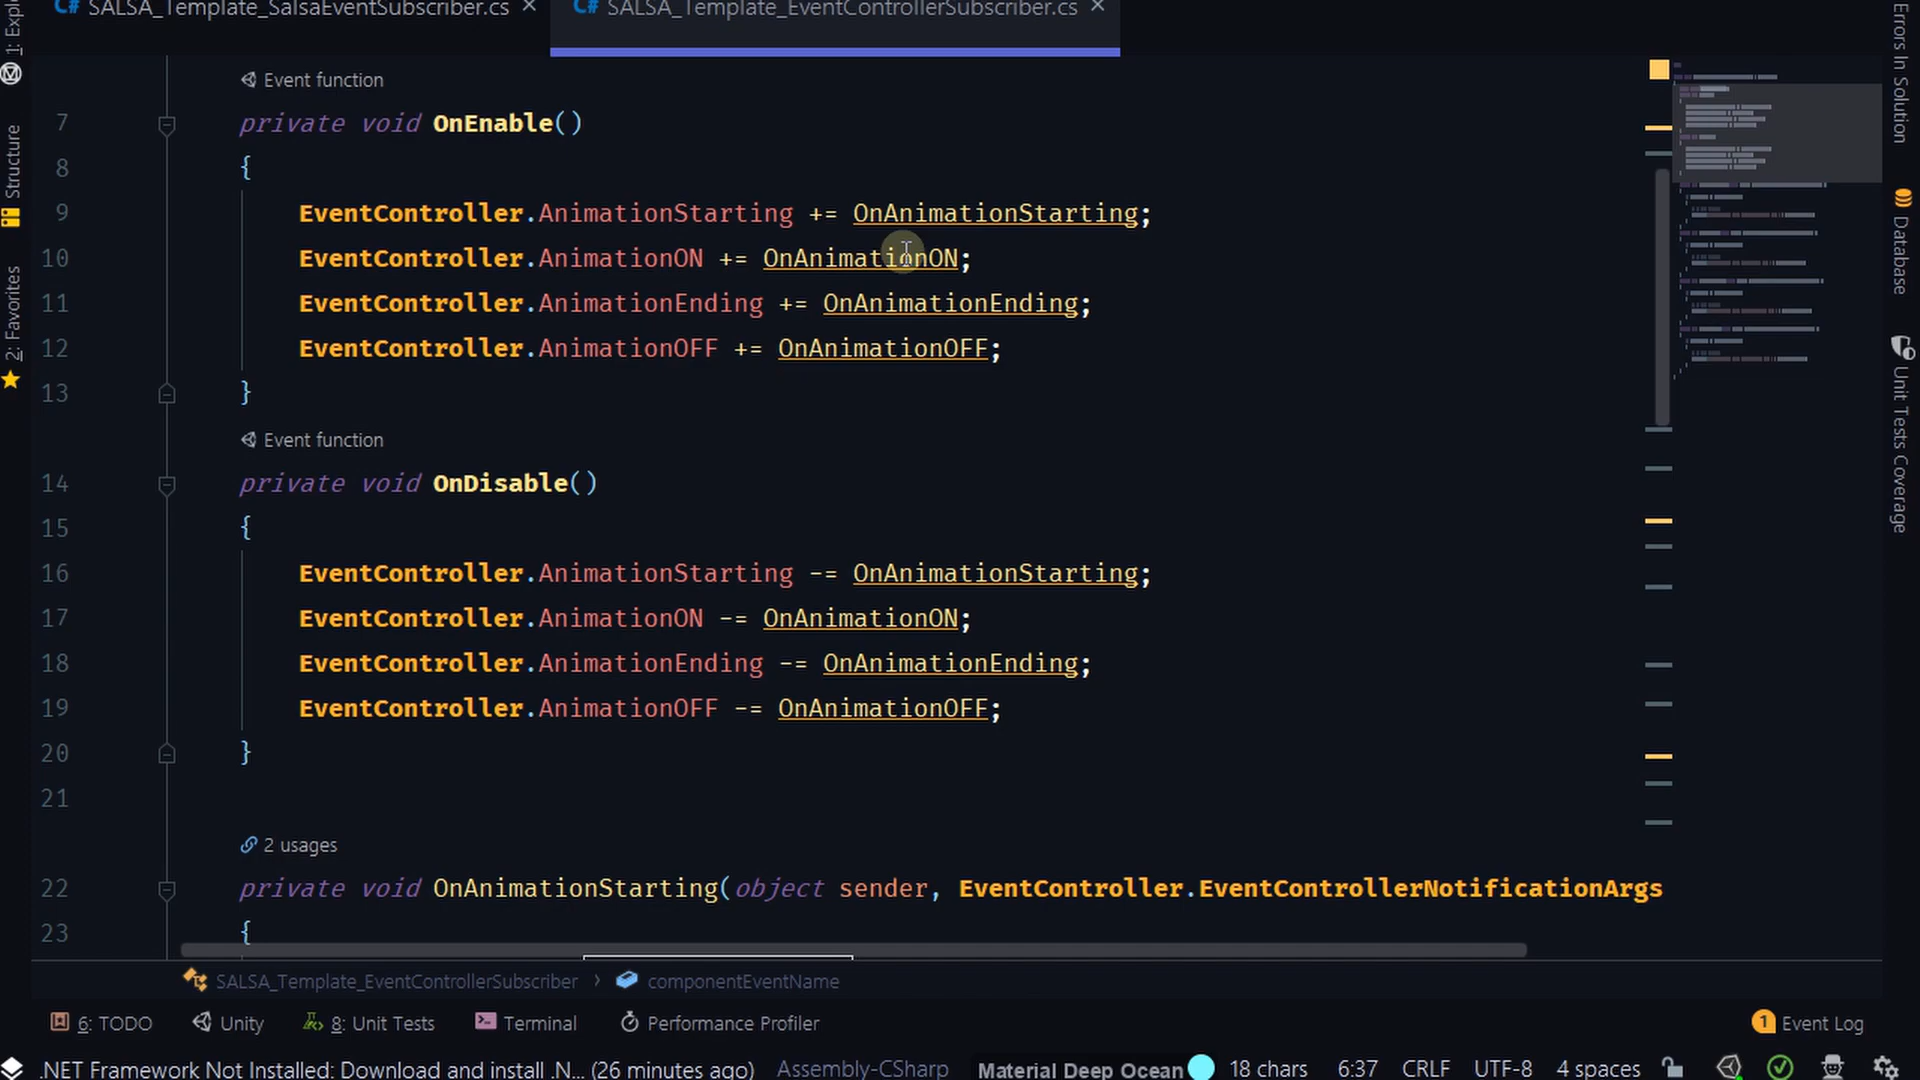 SALSA_Template_SalsaEventSubscriber.cs
SALSA_Template_EventControllerSubscriber.cs
Event function
7 private void OnEnable()
8 {
9 EventController.AnimationStarting += OnAnimationStarting;
10 EventController.AnimationON += OnAnimationON;
11 EventController.AnimationEnding += OnAnimationEnding;
12 EventController.AnimationOFF += OnAnimationOFF;
13 }
Event function
14 private void OnDisable()
15 {
16 EventController.AnimationStarting -= OnAnimationStarting;
17 EventController.AnimationON -= OnAnimationON;
18 EventController.AnimationEnding -= OnAnimationEnding;
19 EventController.AnimationOFF -= OnAnimationOFF;
20 }
21
2 usages
22 private void OnAnimationStarting(object sender, EventController.EventControllerNotificationArgs
23 {
SALSA_Template_EventControllerSubscriber › componentEventName
6: TODO Unity 8: Unit Tests Terminal Performance Profiler 1 Event Log
.NET Framework Not Installed: Download and install .N... (26 minutes ago) Assembly-CSharp Material Deep Ocean 18 chars 6:37 CRLF UTF-8 4 spaces
1: Expl
Structure
2: Favorites
Errors In Solution
Database
Unit Tests Coverage